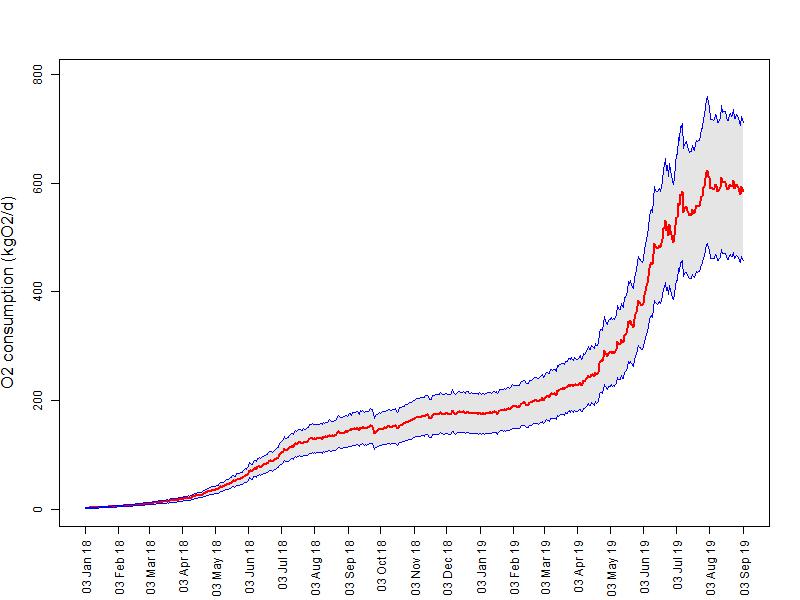 O2 consumption (kgO2/d)
800
600
400
200
0
03 Jan 18
03 Feb 18
03 Mar 18
03 Apr 18
03 May 18
03 Jun 18
03 Jul 18
03 Aug 18
03 Sep 18
03 Oct 18
03 Nov 18
03 Dec 18
03 Jan 19
03 Feb 19
03 Mar 19
03 Apr 19
03 May 19
03 Jun 19
03 Jul 19
03 Aug 19
03 Sep 19